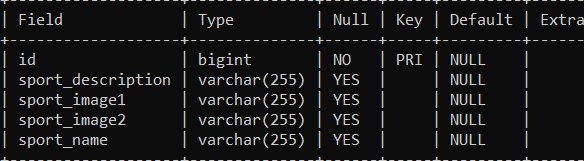 | Field | Type | Null | Key | Default | Extra
| id | bigint | NO | PRI | NULL |
| sport_description | varchar(255) | YES | | NULL |
| sport_image1 | varchar(255) | YES | | NULL |
| sport_image2 | varchar(255) | YES | | NULL |
| sport_name | varchar(255) | YES | | NULL |